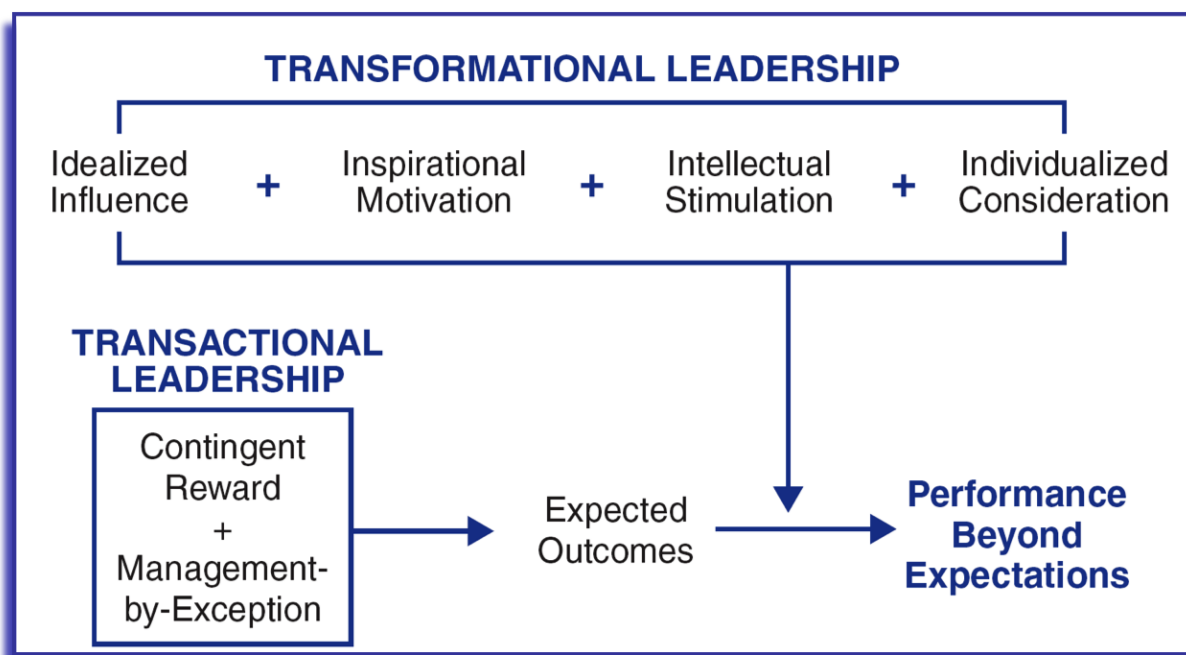 TRANSFORMATIONAL LEADERSHIP
Idealized
Influence
+
Inspirational
Motivation
+
Intellectual
Stimulation
+
Individualized
Consideration
TRANSACTIONAL
LEADERSHIP
Contingent
Reward
+
Management-
by-Exception
Expected
Outcomes
Performance
Beyond
Expectations